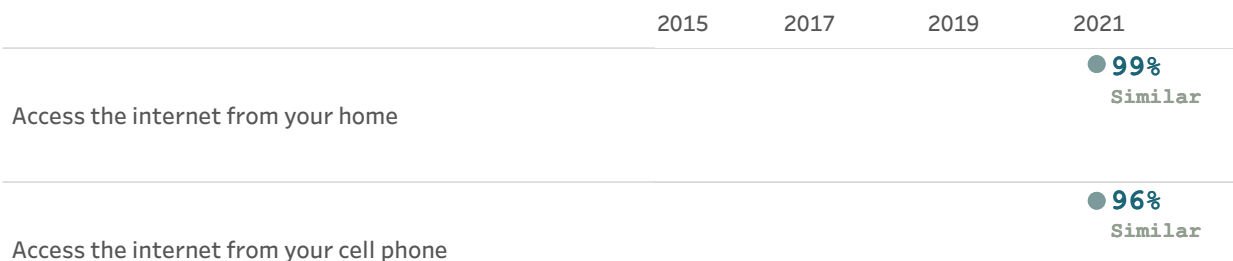 2015 2017 2019 2021
99%
Similar
Access the internet from your home
96%
Similar
Access the internet from your cell phone